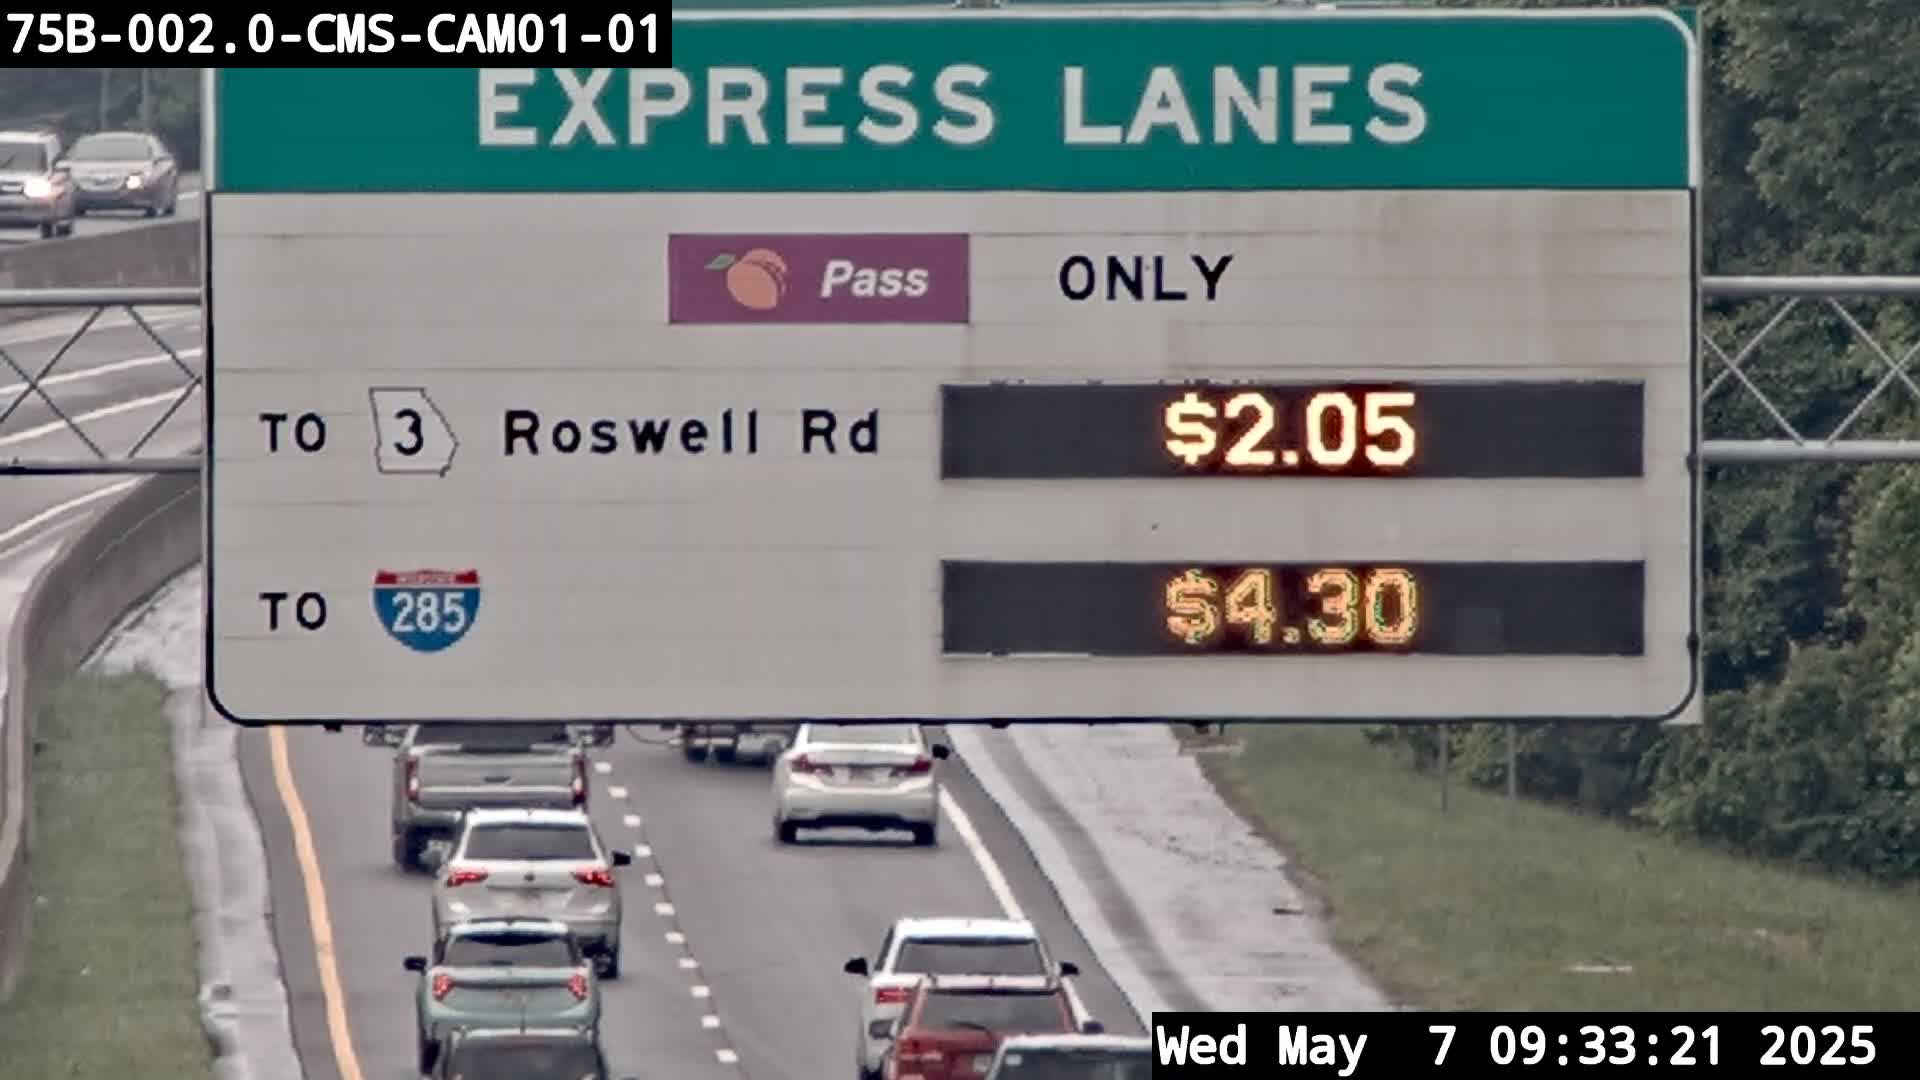 75B-002.0-CMS-CAM01-01
EXPRESS LANES
Pass ONLY
TO 3 Roswell Rd $2.05
TO 285 $4.30
Wed May 7 09:33:21 2025